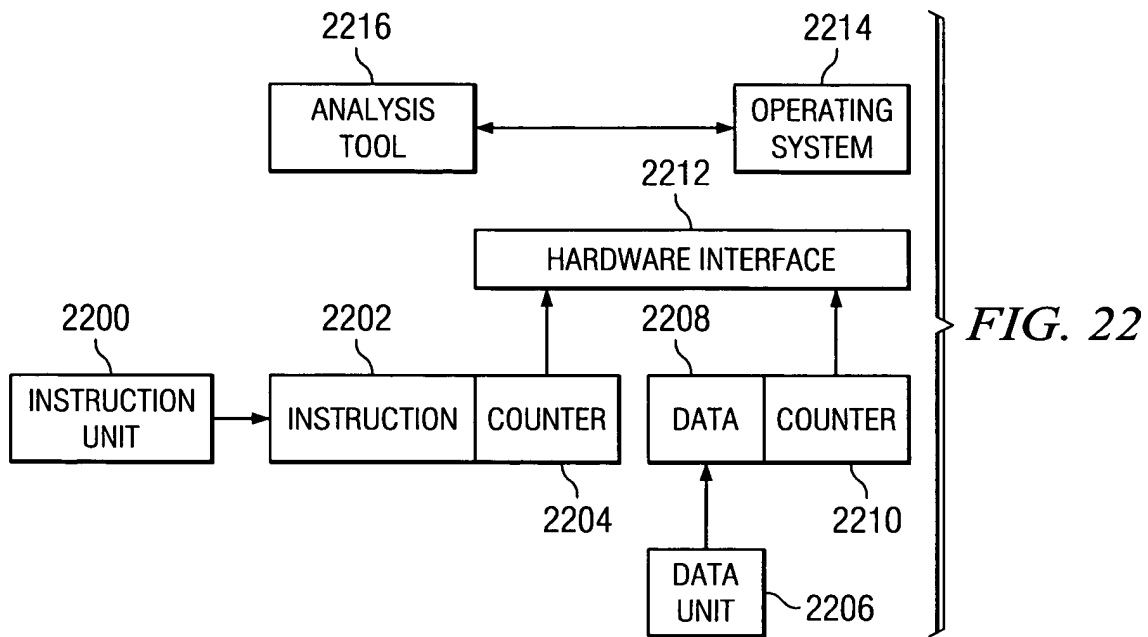 2216
2214
ANALYSIS
TOOL
OPERATING
SYSTEM
2212
HARDWARE INTERFACE
2200
2202
2208
INSTRUCTION
UNIT
INSTRUCTION
COUNTER
DATA
COUNTER
2204
2210
DATA
UNIT
2206
FIG. 22